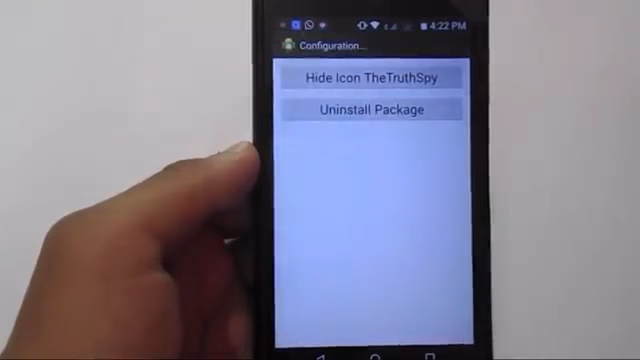 4:22 PM
Configuration...
Hide Icon TheTruthSpy
Uninstall Package